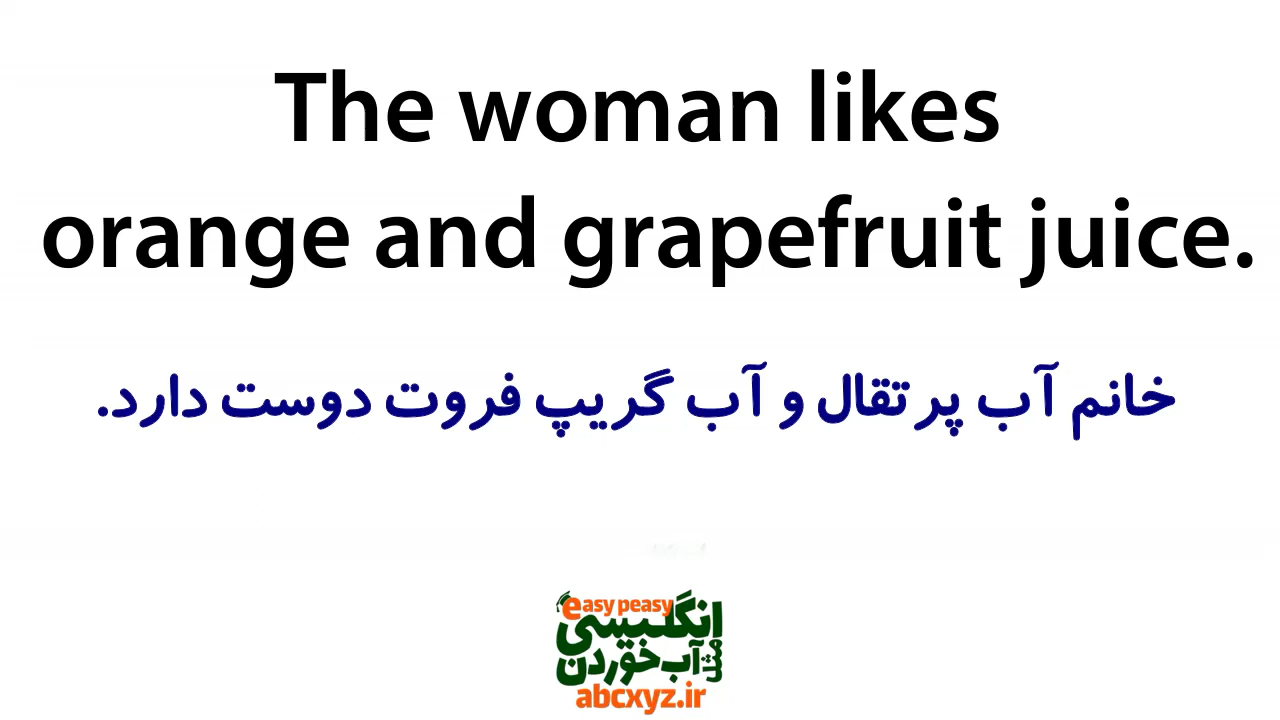 The woman likes
orange and grapefruit juice.
خانم آب پرتقال و آب گریپ فروت دوست دارد.
easy peasy
انگلیسی
مثل
آب خوردن
abcxyz.ir